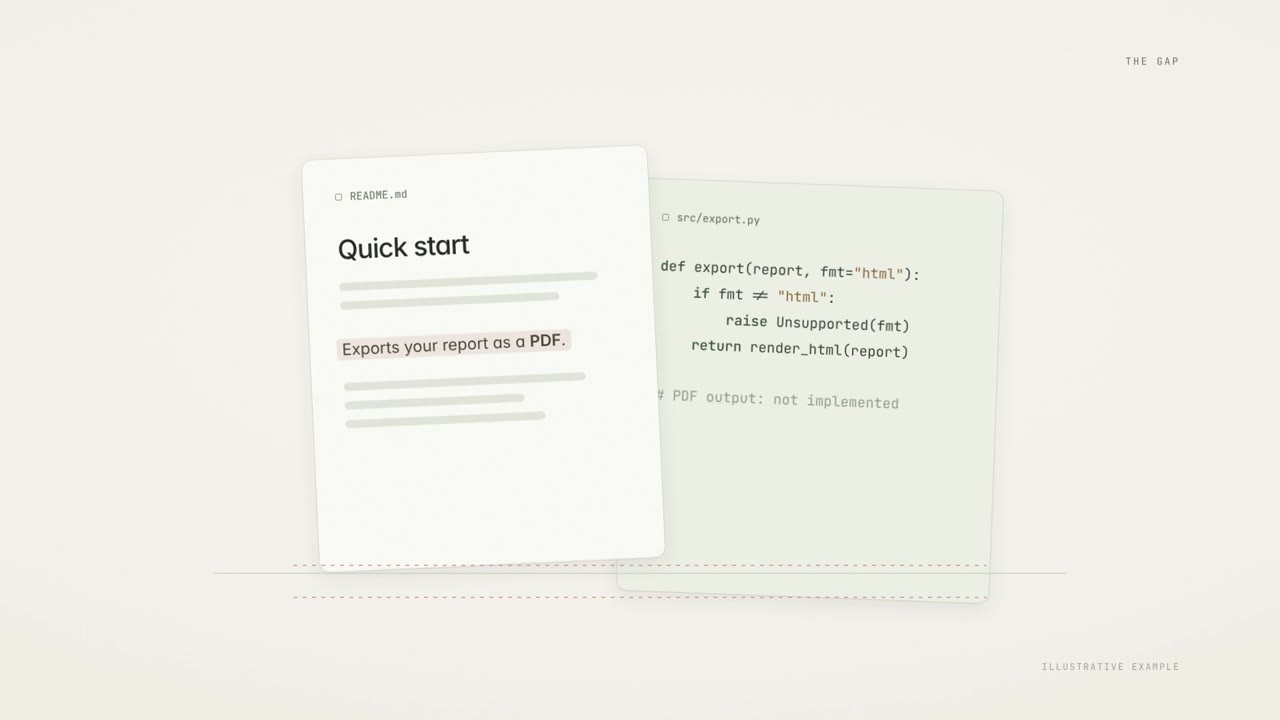 THE GAP
README.md
Quick start
Exports your report as a PDF.
src/export.py
def export(report, fmt="html"):
    if fmt ≠ "html":
        raise Unsupported(fmt)
    return render_html(report)
# PDF output: not implemented
ILLUSTRATIVE EXAMPLE